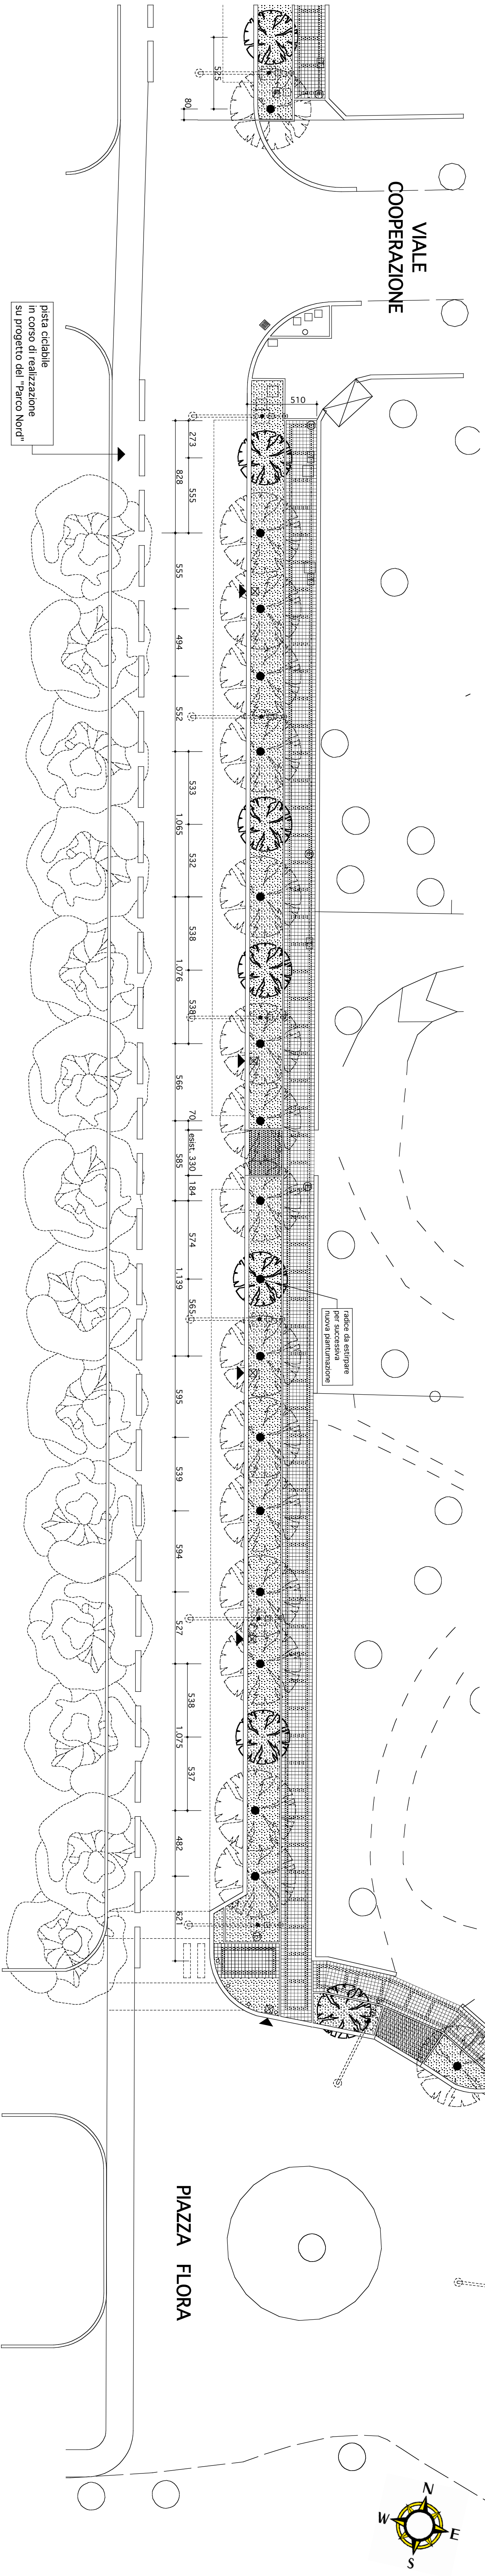 VIALE
COOPERAZIONE
pista ciclabile
in corso di realizzazione
su progetto del "Parco Nord"
radice da estirpare
per successiva
nuova piantumazione
PIAZZA FLORA
525
80
510
273
828
555
555
494
552
533
1.065
532
538
1.076
538
566
70
esist. 330
585
184
574
1.139
565
595
539
594
527
538
1.075
537
482
621
N
W
E
S